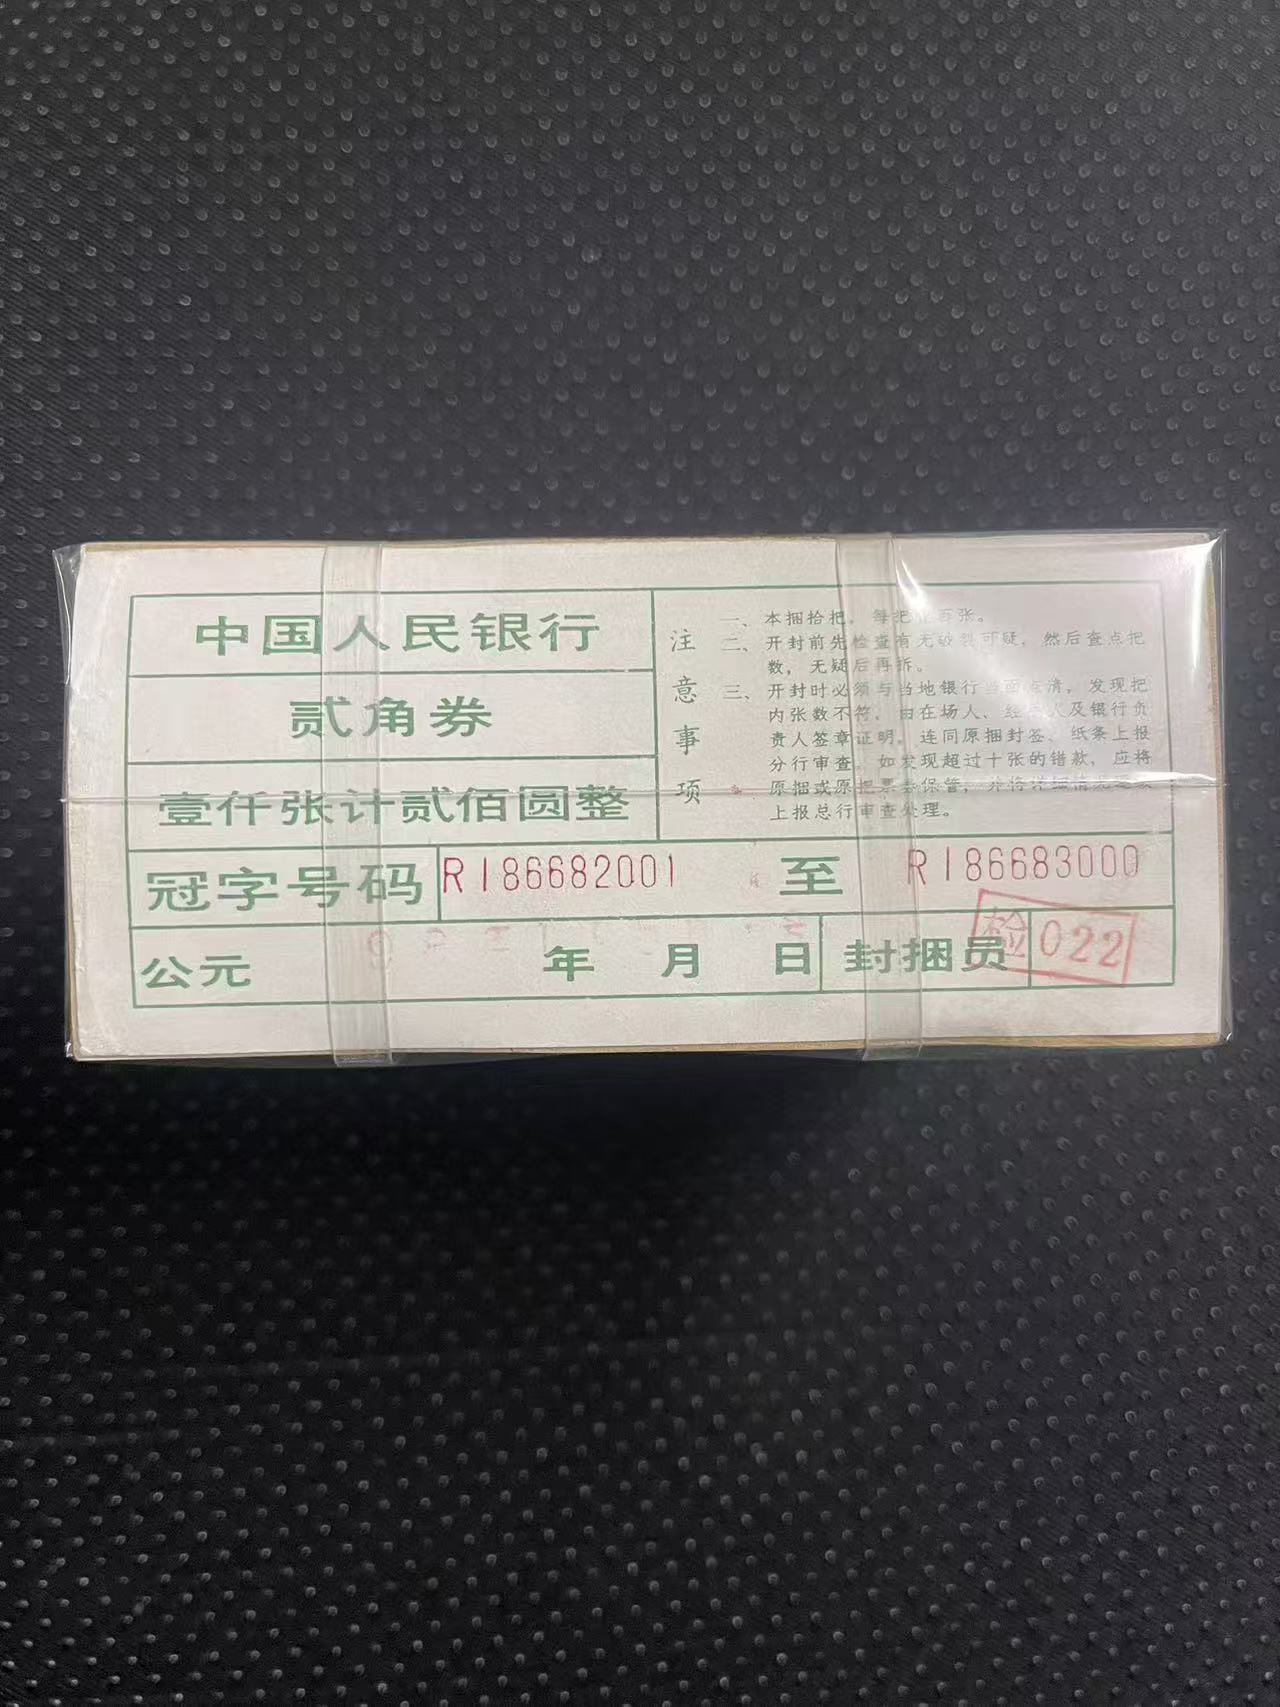 中国人民银行
贰角券
壹仟张计贰佰圆整
注意事项
一、本捆拾把，每把壹百张。
二、开封前先检查有无破裂可疑，然后查点把
数，无疑后再拆。
三、开封时必须与当地银行当面点清，发现把
内张数不符，由在场人、经手人及银行负
责人签章证明，连同原捆封签、纸条上报
分行审查。如发现超过十张的错款，应将
原捆或原把票券保管，并将详细情况逐级
上报总行审查处理。
冠字号码 RI86682001 至 RI86683000
公元 年 月 日 封捆员 检 022